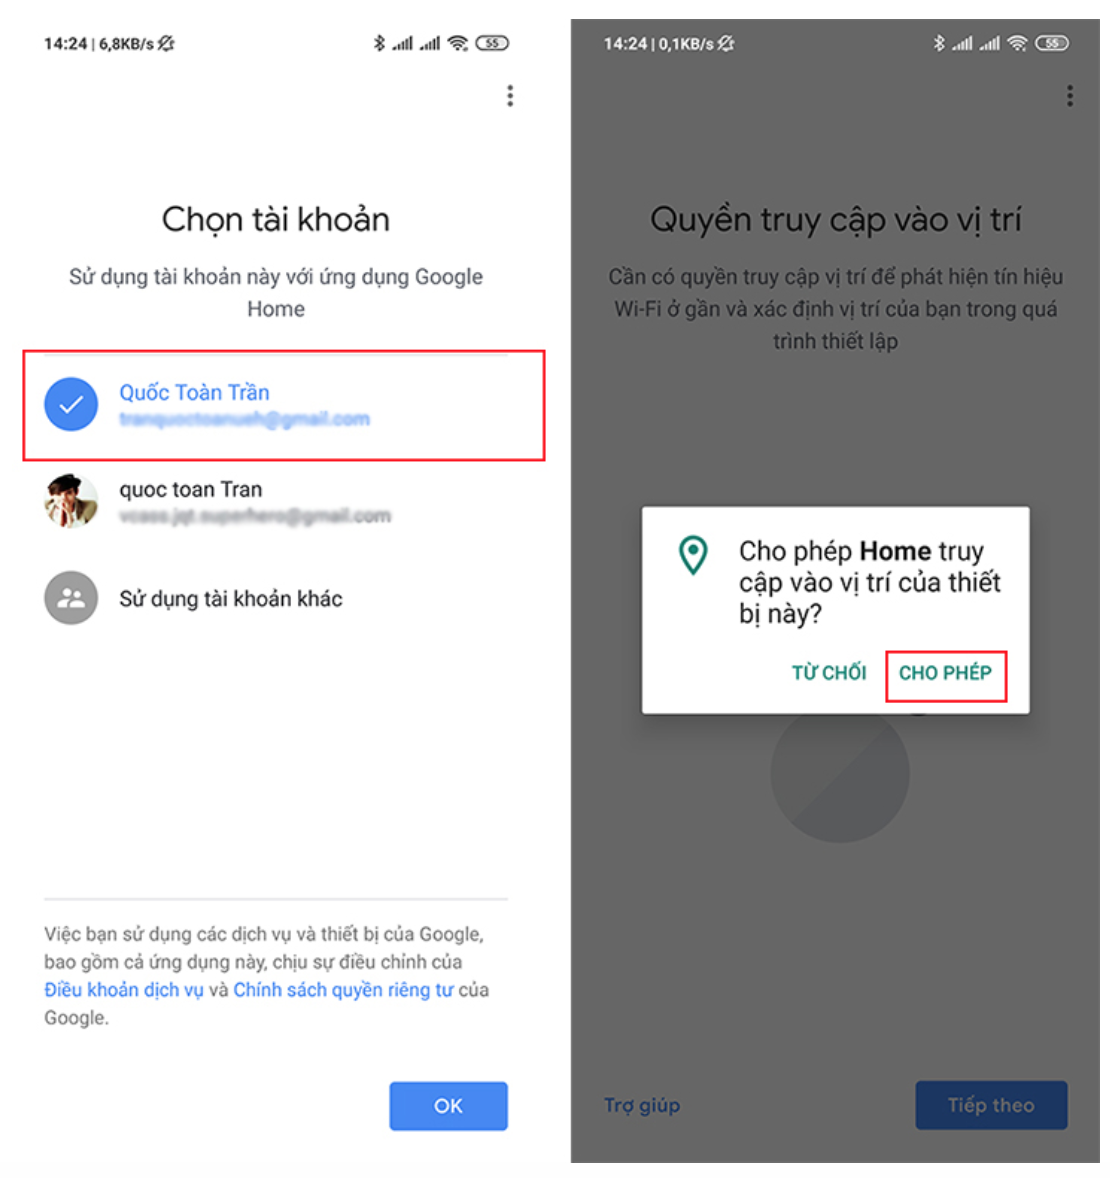 14:24 | 6,8KB/s
55
Chọn tài khoản
Sử dụng tài khoản này với ứng dụng Google
Home
Quốc Toàn Trần
@gmail.com
quoc toan Tran
@gmail.com
Sử dụng tài khoản khác
Việc bạn sử dụng các dịch vụ và thiết bị của Google,
bao gồm cả ứng dụng này, chịu sự điều chỉnh của
Điều khoản dịch vụ và Chính sách quyền riêng tư của
Google.
OK
14:24 | 0,1KB/s
55
Quyền truy cập vào vị trí
Cần có quyền truy cập vị trí để phát hiện tín hiệu
Wi-Fi ở gần và xác định vị trí của bạn trong quá
trình thiết lập
Cho phép Home truy
cập vào vị trí của thiết
bị này?
TỪ CHỐI
CHO PHÉP
Trợ giúp
Tiếp theo